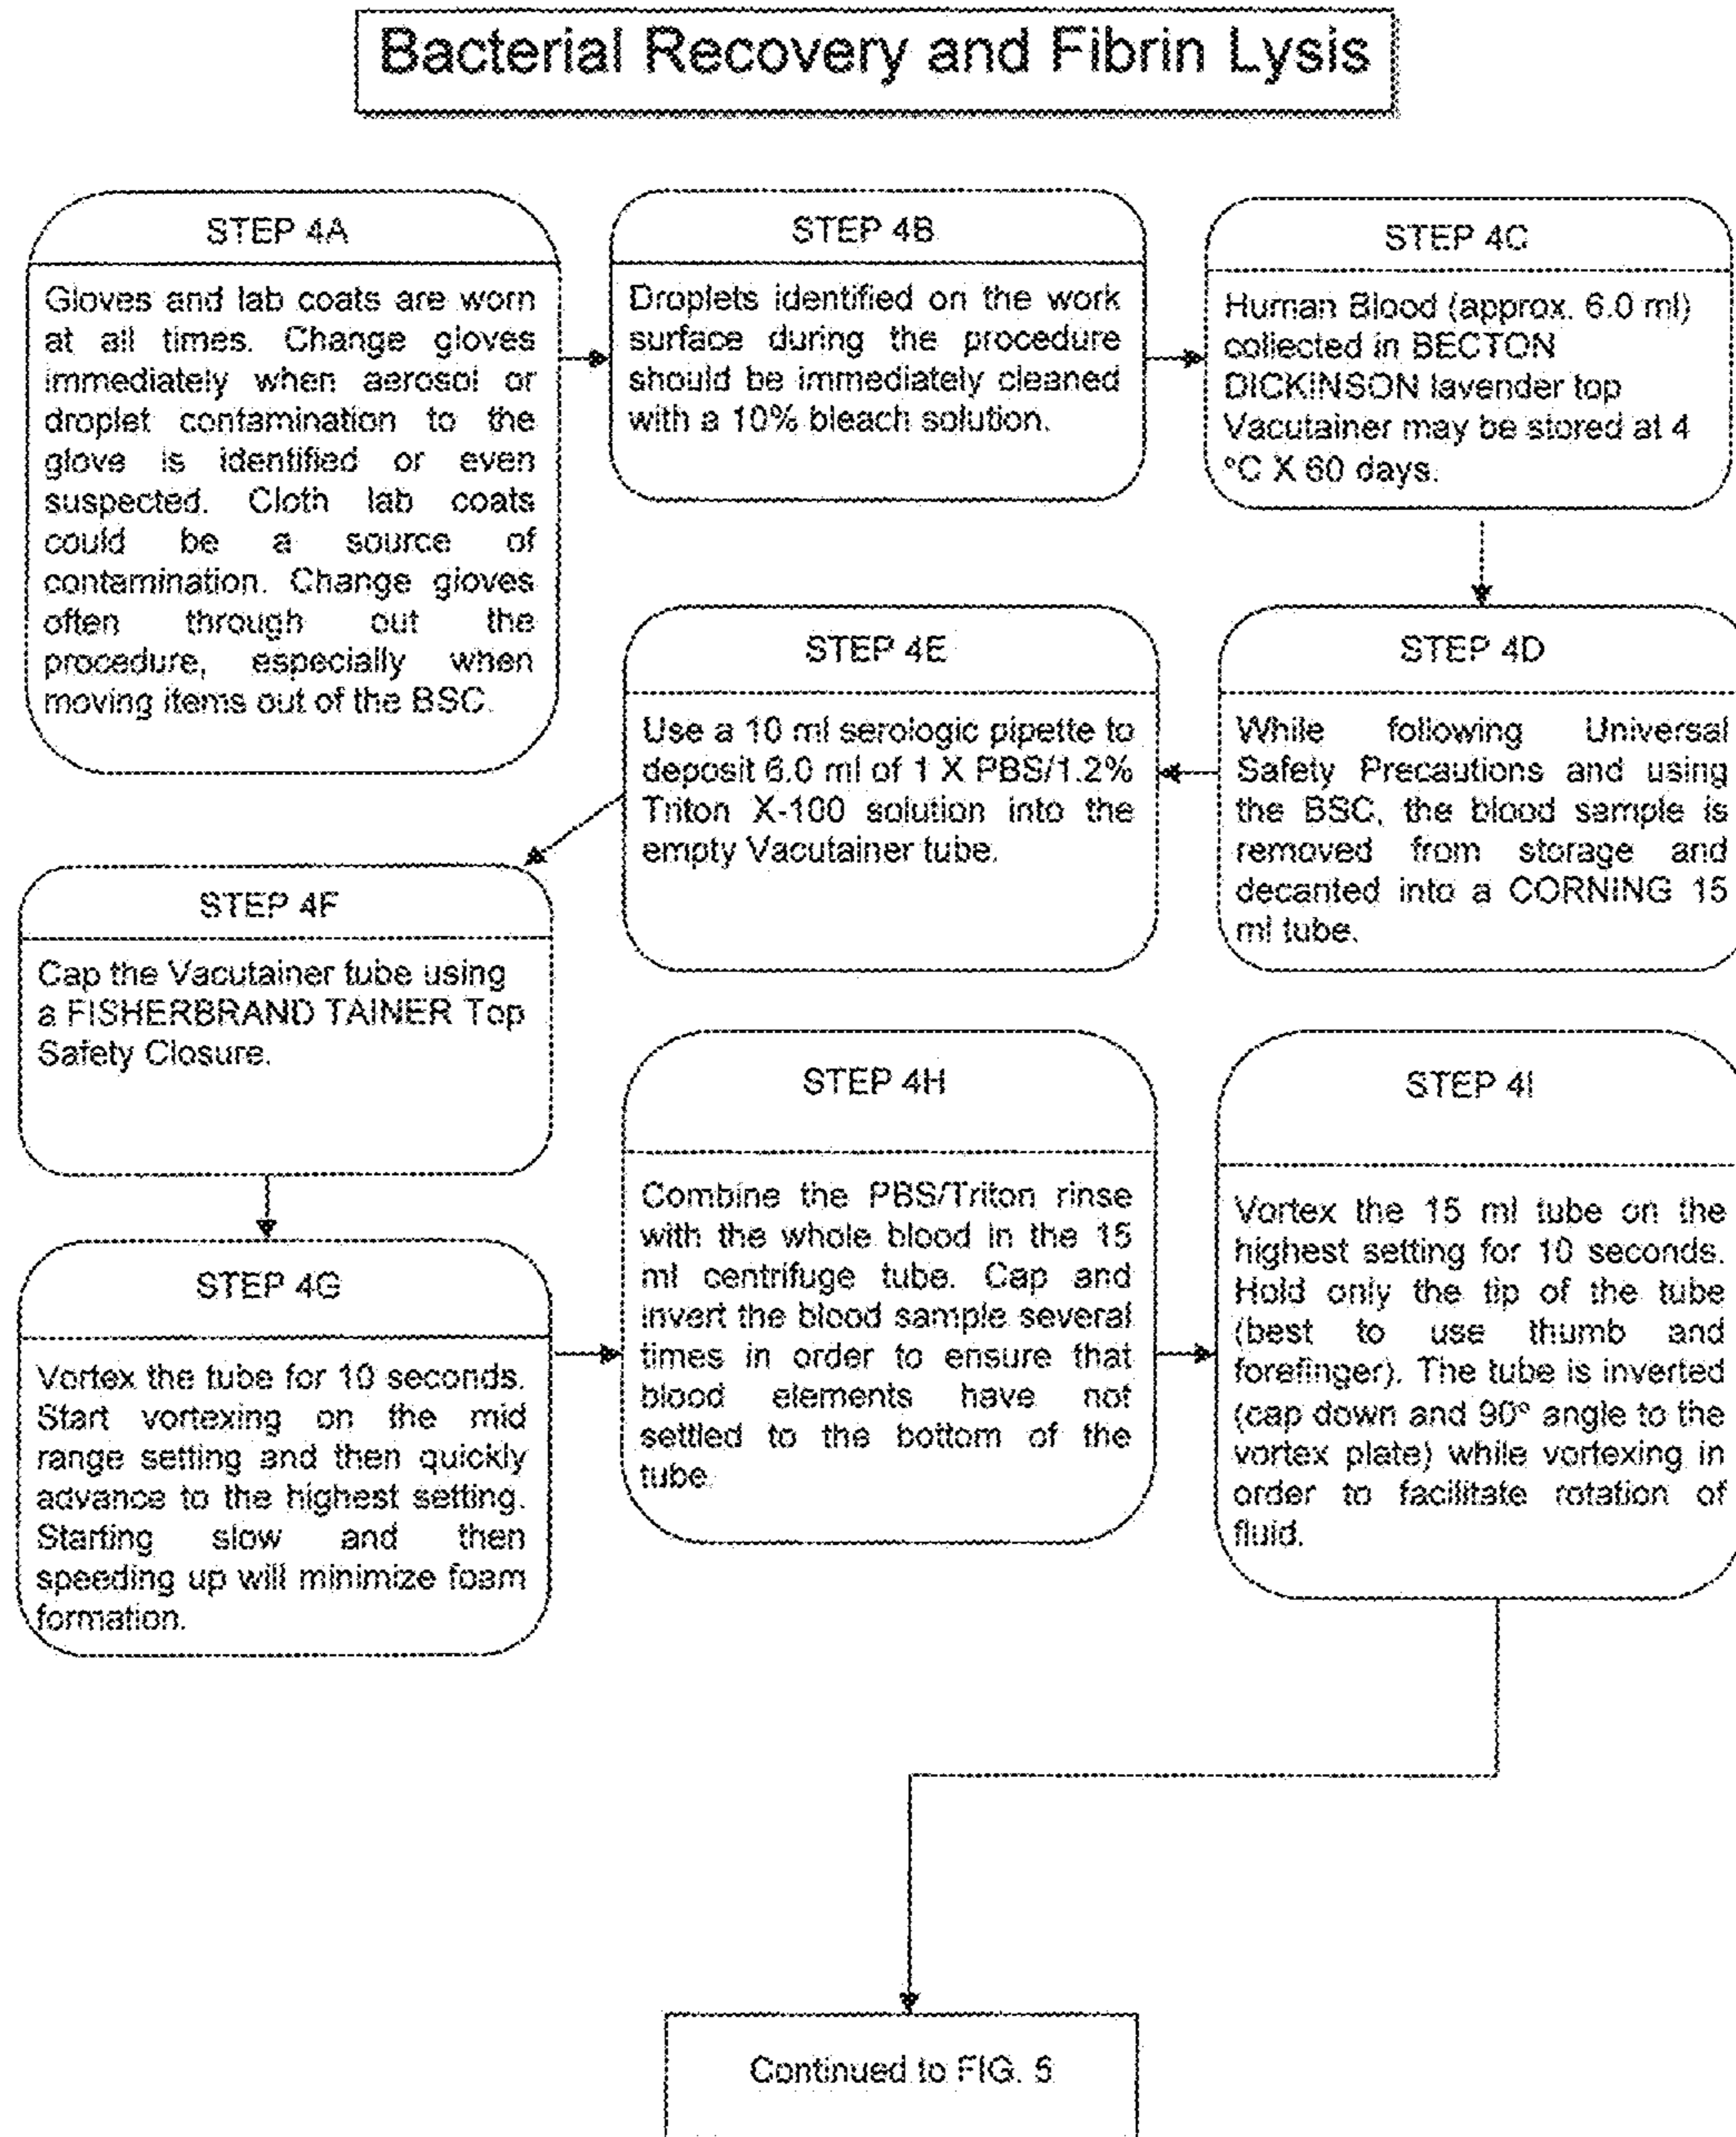 Bacterial Recovery and Fibrin Lysis
STEP 4A
Gloves and lab coats are worn
at all times. Change gloves
immediately when aerosol or
droplet contamination to the
glove is identified or even
suspected. Cloth lab coats
could be a source of
contamination. Change gloves
often through out the
procedure, especially when
moving items out of the BSC.
STEP 4B
Droplets identified on the work
surface during the procedure
should be immediately cleaned
with a 10% bleach solution.
STEP 4C
Human Blood (approx. 6.0 ml)
collected in BECTON
DICKINSON lavender top
Vacutainer may be stored at 4
°C X 60 days.
STEP 4D
While following Universal
Safety Precautions and using
the BSC, the blood sample is
removed from storage and
decanted into a CORNING 15
ml tube.
STEP 4E
Use a 10 ml serologic pipette to
deposit 6.0 ml of 1 X PBS/1.2%
Triton X-100 solution into the
empty Vacutainer tube.
STEP 4F
Cap the Vacutainer tube using
a FISHERBRAND TAINER Top
Safety Closure.
STEP 4G
Vortex the tube for 10 seconds.
Start vortexing on the mid
range setting and then quickly
advance to the highest setting.
Starting slow and then
speeding up will minimize foam
formation.
STEP 4H
Combine the PBS/Triton rinse
with the whole blood in the 15
ml centrifuge tube. Cap and
invert the blood sample several
times in order to ensure that
blood elements have not
settled to the bottom of the
tube.
STEP 4I
Vortex the 15 ml tube on the
highest setting for 10 seconds.
Hold only the tip of the tube
(best to use thumb and
forefinger). The tube is inverted
(cap down and 90° angle to the
vortex plate) while vortexing in
order to facilitate rotation of
fluid.
Continued to FIG. 5